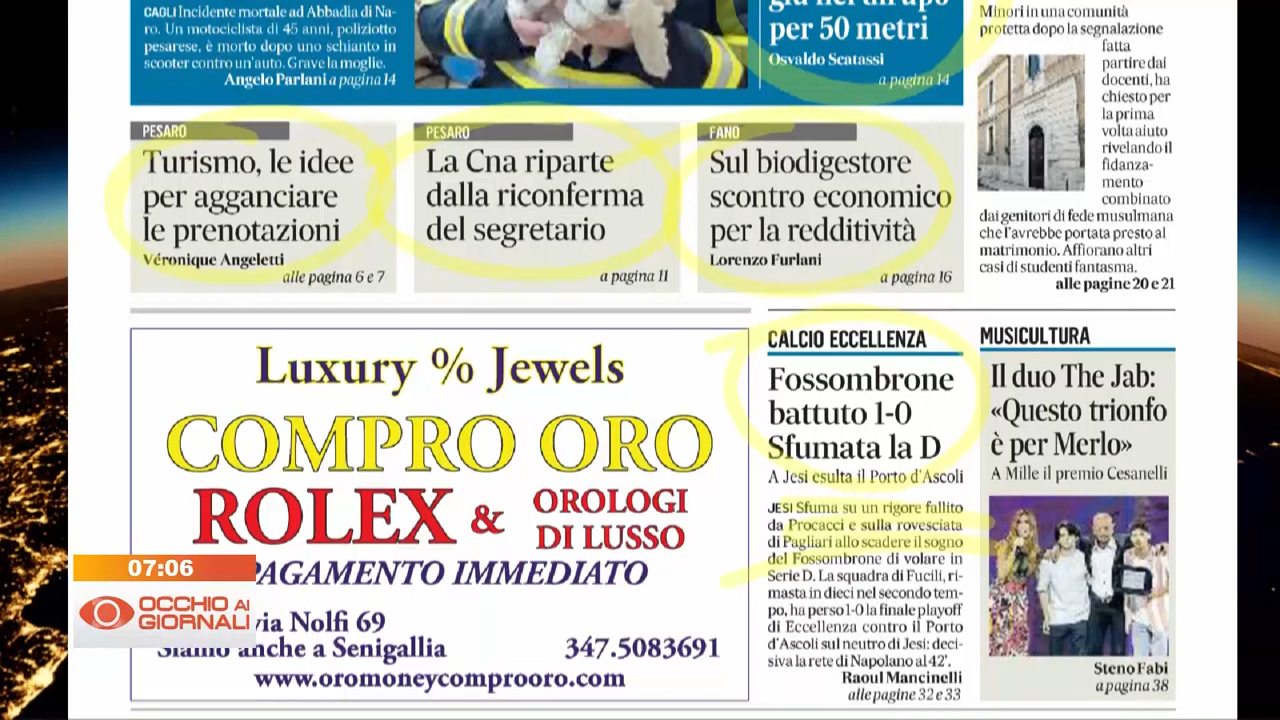 CAGLI Incidente mortale ad Abbadia di Na-
ro. Un motociclista di 45 anni, poliziotto
pesarese, è morto dopo uno schianto in
scooter contro un'auto. Grave la moglie.
Angelo Parlani a pagina 14
per 50 metri
Osvaldo Scatassi
a pagina 14
Minori in una comunità
protetta dopo la segnalazione
fatta
partire dai
docenti, ha
chiesto per
la prima
volta aiuto
rivelando il
fidanza-
mento
combinato
dai genitori di fede musulmana
che l'avrebbe portata presto al
matrimonio. Affiorano altri
casi di studenti fantasma.
alle pagine 20 e 21
PESARO
Turismo, le idee
per agganciare
le prenotazioni
Véronique Angeletti
alle pagina 6 e 7
PESARO
La Cna riparte
dalla riconferma
del segretario
a pagina 11
FANO
Sul biodigestore
scontro economico
per la redditività
Lorenzo Furlani
a pagina 16
Luxury % Jewels
COMPRO ORO
ROLEX & OROLOGI
DI LUSSO
PAGAMENTO IMMEDIATO
via Nolfi 69
Siamo anche a Senigallia 347.5083691
www.oromoneycomprooro.com
CALCIO ECCELLENZA
Fossombrone
battuto 1-0
Sfumata la D
A Jesi esulta il Porto d'Ascoli
JESI Sfuma su un rigore fallito
da Procacci e sulla rovesciata
di Pagliari allo scadere il sogno
del Fossombrone di volare in
Serie D. La squadra di Fucili, ri-
masta in dieci nel secondo tem-
po, ha perso 1-0 la finale playoff
di Eccellenza contro il Porto
d'Ascoli sul neutro di Jesi: deci-
siva la rete di Napolano al 42'.
Raoul Mancinelli
alle pagine 32 e 33
MUSICULTURA
Il duo The Jab:
«Questo trionfo
è per Merlo»
A Mille il premio Cesanelli
Steno Fabi
a pagina 38
07:06
OCCHIO AI
GIORNALI